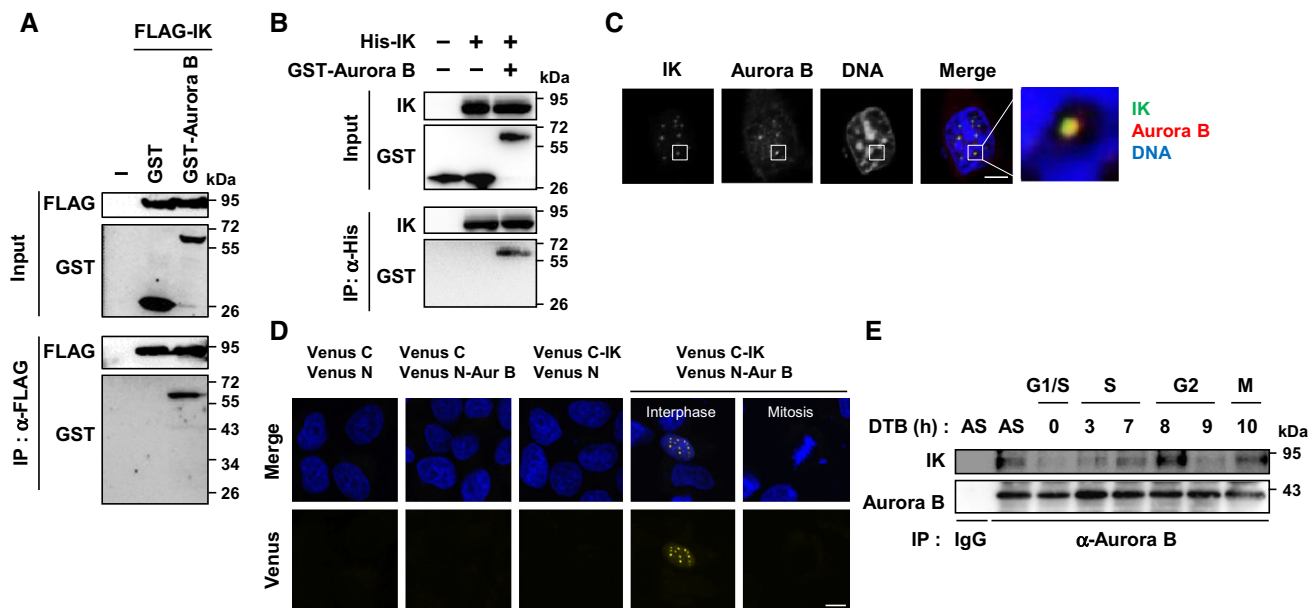 A
FLAG-IK
– GST GST-Aurora B kDa
Input
FLAG
95
GST
72
55
26
IP : α-FLAG
FLAG
95
GST
72
55
43
34
26
B
His-IK – + +
GST-Aurora B – – +
kDa
Input
IK
95
GST
72
55
26
IP: α-His
IK
95
GST
72
55
26
C
IK Aurora B DNA Merge
IK
Aurora B
DNA
D
Venus C
Venus N
Venus C
Venus N-Aur B
Venus C-IK
Venus N
Venus C-IK
Venus N-Aur B
Interphase Mitosis
Merge
Venus
E
G1/S S G2 M
DTB (h) : AS AS 0 3 7 8 9 10 kDa
IK
95
Aurora B
43
IP : IgG α-Aurora B